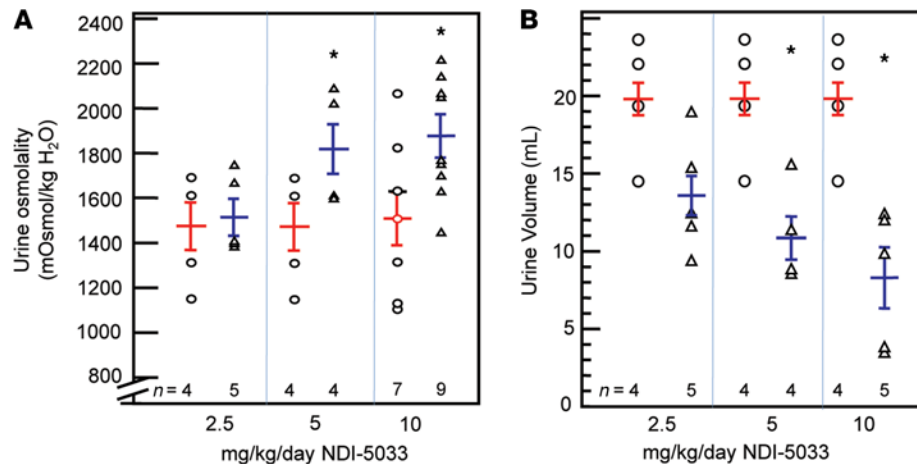 A
Urine osmolality
(mOsmol/kg H₂O)
2400
2200
2000
1800
1600
1400
1200
1000
800
* *
n = 4 5 4 4 7 9
2.5 5 10
mg/kg/day NDI-5033
B
Urine Volume (mL)
20
15
10
5
0
* *
n = 4 5 4 4 4 5
2.5 5 10
mg/kg/day NDI-5033